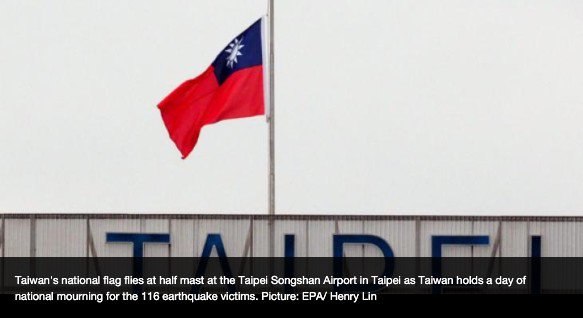 TAIPEI
Taiwan's national flag flies at half mast at the Taipei Songshan Airport in Taipei as Taiwan holds a day of
national mourning for the 116 earthquake victims. Picture: EPA/ Henry Lin